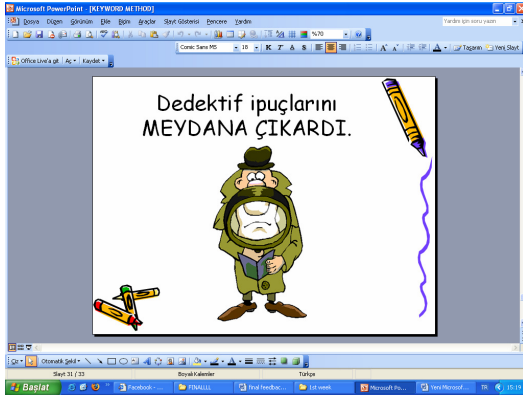 Microsoft PowerPoint - [KEYWORD METHOD]
Dosya Düzen Görünüm Ekle Biçim Araçlar Slayt Gösterisi Pencere Yardım
Yardım için soru yazın
%70
Comic Sans MS 18 K T A S
Tasarım Yeni Slayt
Office Live'a git Aç Kaydet
Dedektif ipuçlarını
MEYDANA ÇIKARDI.
Çiz Otomatik Şekil
Slayt 31 / 33 BoyalıKalemler Türkçe
Başlat Facebook - ... FINALLLL final feedbac... 1st week Microsoft Po... Yeni Microsof... TR 15:19